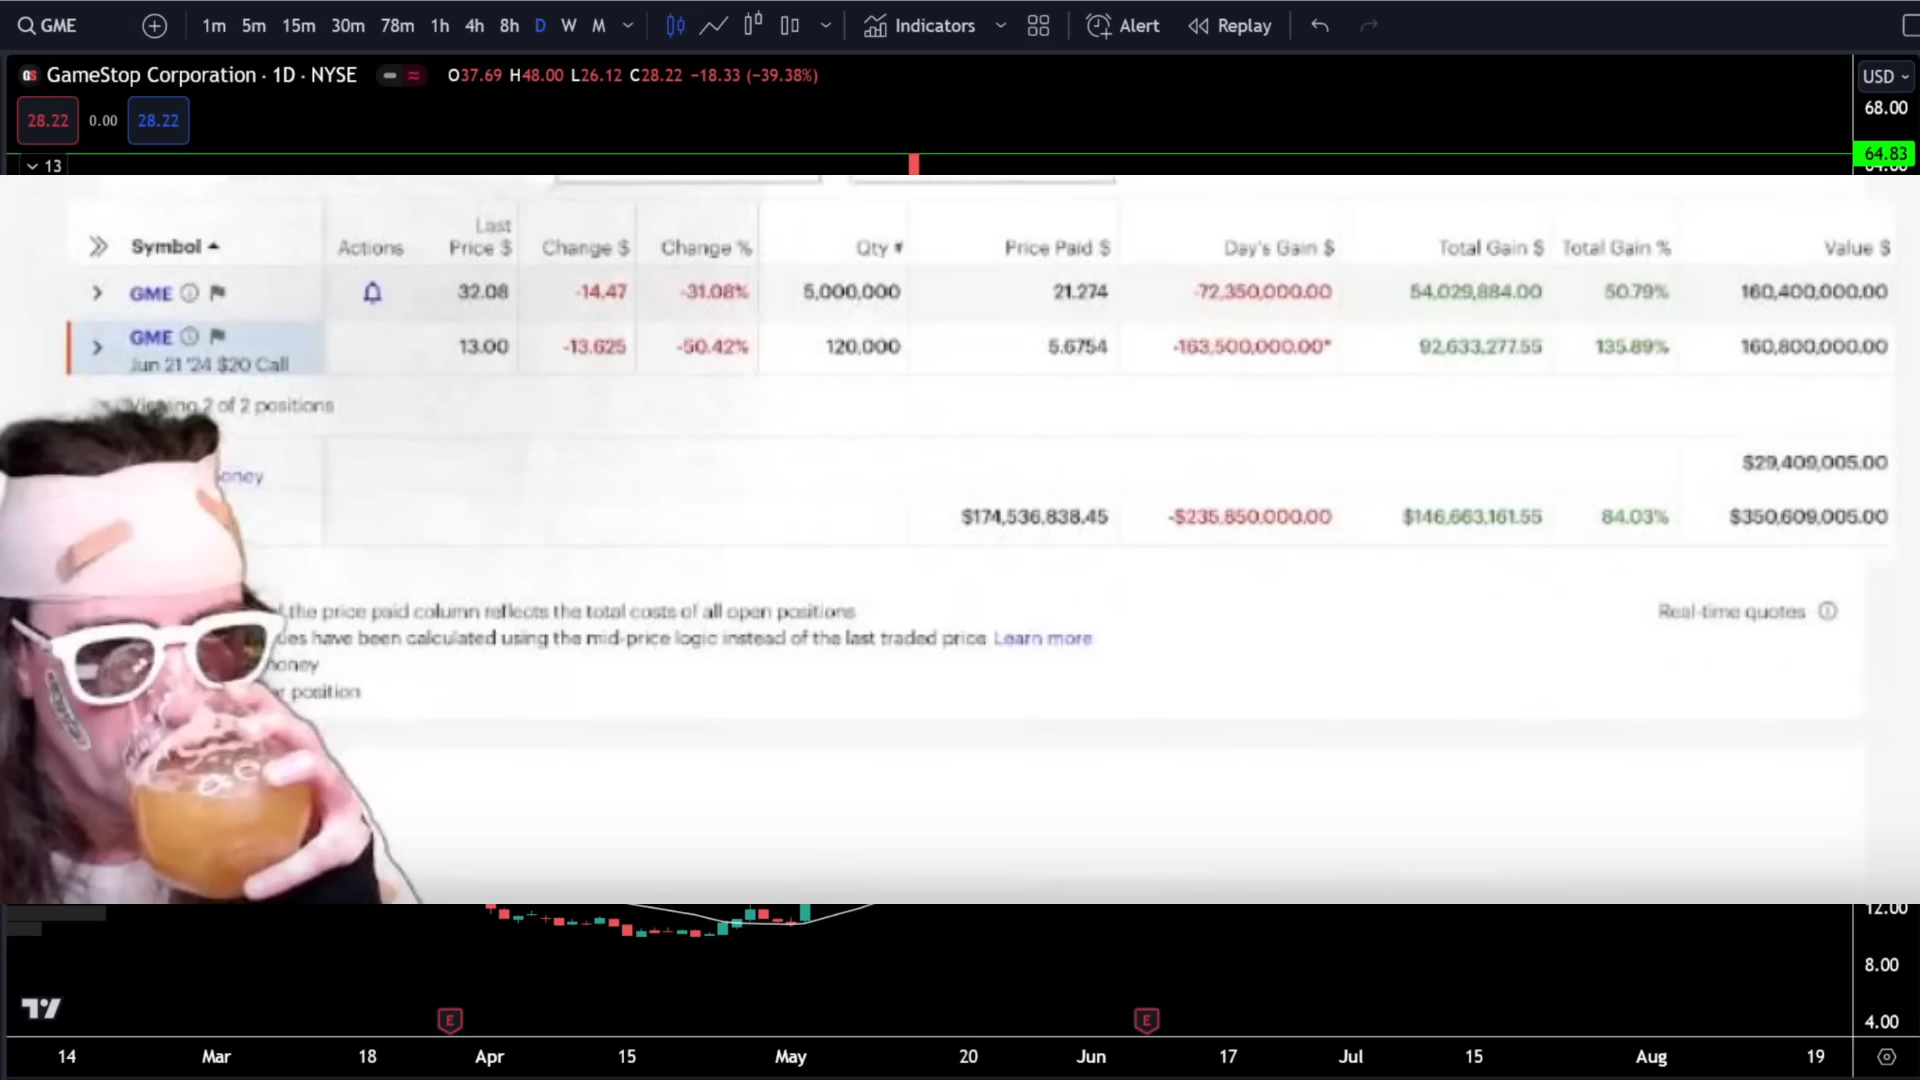 GME 1m 5m 15m 30m 78m 1h 4h 8h D W M Indicators Alert Replay
GameStop Corporation · 1D · NYSE O37.69 H48.00 L26.12 C28.22 −18.33 (−39.38%) USD
68.00
28.22 0.00 28.22
64.83
13
Symbol Actions Last Price $ Change $ Change % Qty # Price Paid $ Day's Gain $ Total Gain $ Total Gain % Value $
GME 32.08 -14.47 -31.08% 5,000,000 21.274 -72,350,000.00 54,029,884.00 50.79% 160,400,000.00
GME 13.00 -13.625 -50.42% 120,000 5.6754 -163,500,000.00* 92,633,277.55 135.89% 160,800,000.00
Jun 21 '24 $20 Call
Viewing 2 of 2 positions
$29,409,005.00
oney
$174,536,838.45 -$235,850,000.00 $146,663,161.55 84.03% $350,609,005.00
the price paid column reflects the total costs of all open positions Real-time quotes
ues have been calculated using the mid-price logic instead of the last traded price Learn more
money
r position
12.00
8.00
E E
4.00
14 Mar 18 Apr 15 May 20 Jun 17 Jul 15 Aug 19